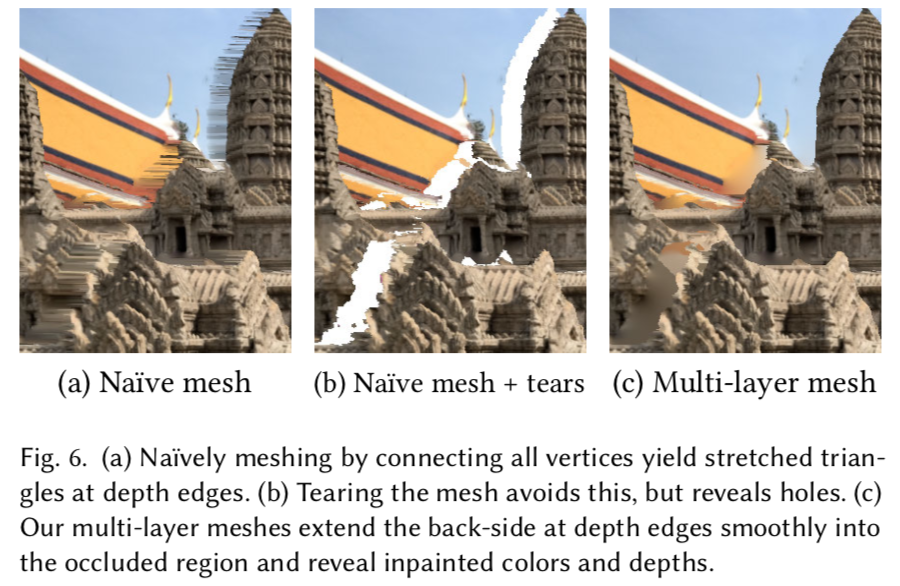 (a) Naïve mesh (b) Naïve mesh + tears (c) Multi-layer mesh
Fig. 6. (a) Naïvely meshing by connecting all vertices yield stretched trian-
gles at depth edges. (b) Tearing the mesh avoids this, but reveals holes. (c)
Our multi-layer meshes extend the back-side at depth edges smoothly into
the occluded region and reveal inpainted colors and depths.